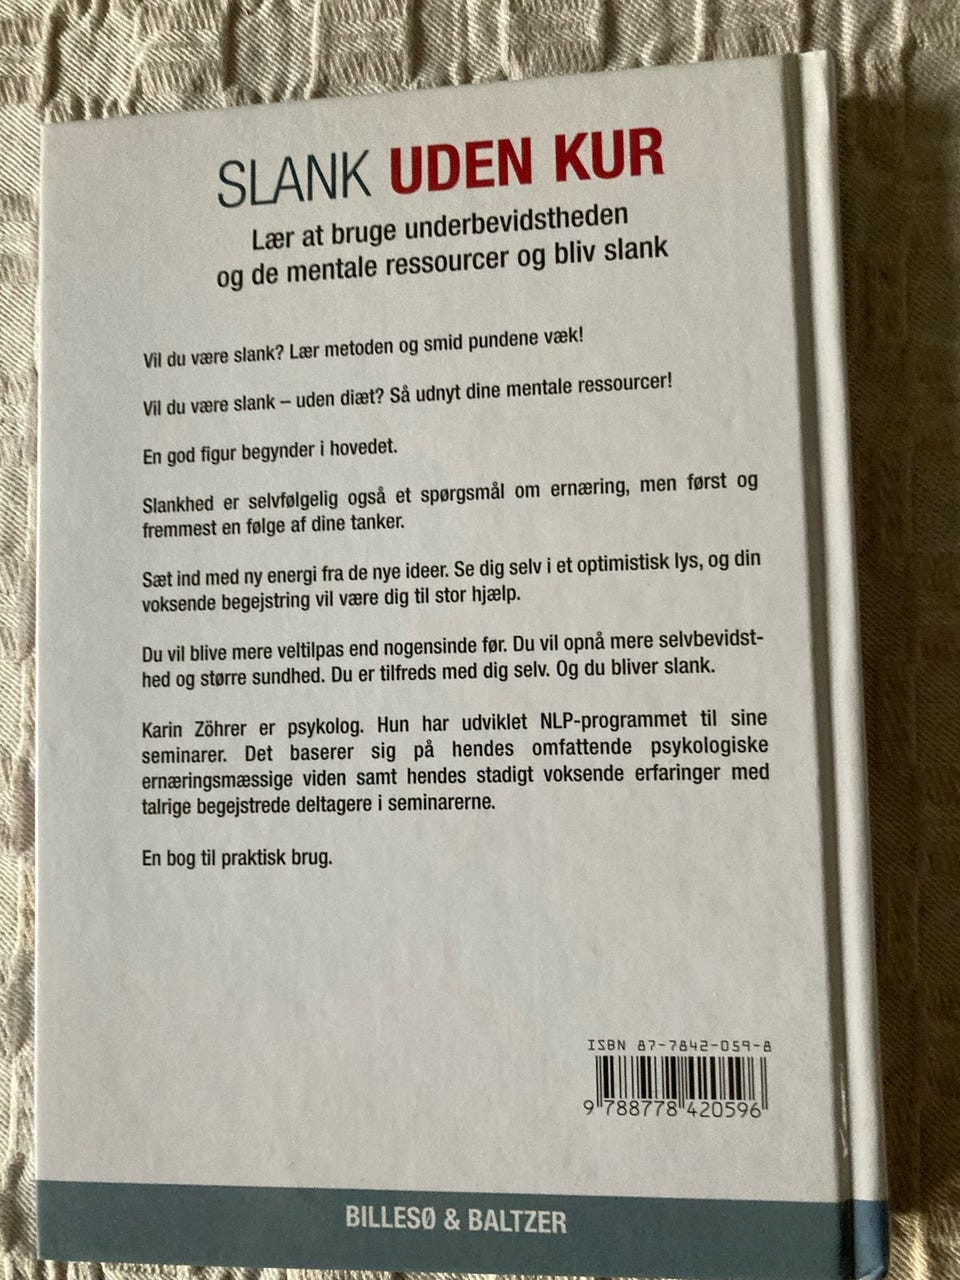 SLANK UDEN KUR
Lær at bruge underbevidstheden
og de mentale ressourcer og bliv slank
Vil du være slank? Lær metoden og smid pundene væk!
Vil du være slank – uden diæt? Så udnyt dine mentale ressourcer!
En god figur begynder i hovedet.
Slankhed er selvfølgelig også et spørgsmål om ernæring, men først og
fremmest en følge af dine tanker.
Sæt ind med ny energi fra de nye ideer. Se dig selv i et optimistisk lys, og din
voksende begejstring vil være dig til stor hjælp.
Du vil blive mere veltilpas end nogensinde før. Du vil opnå mere selvbevidst-
hed og større sundhed. Du er tilfreds med dig selv. Og du bliver slank.
Karin Zöhrer er psykolog. Hun har udviklet NLP-programmet til sine
seminarer. Det baserer sig på hendes omfattende psykologiske
ernæringsmæssige viden samt hendes stadigt voksende erfaringer med
talrige begejstrede deltagere i seminarerne.
En bog til praktisk brug.
ISBN 87-7842-059-8
9 788778 420596
BILLESØ & BALTZER